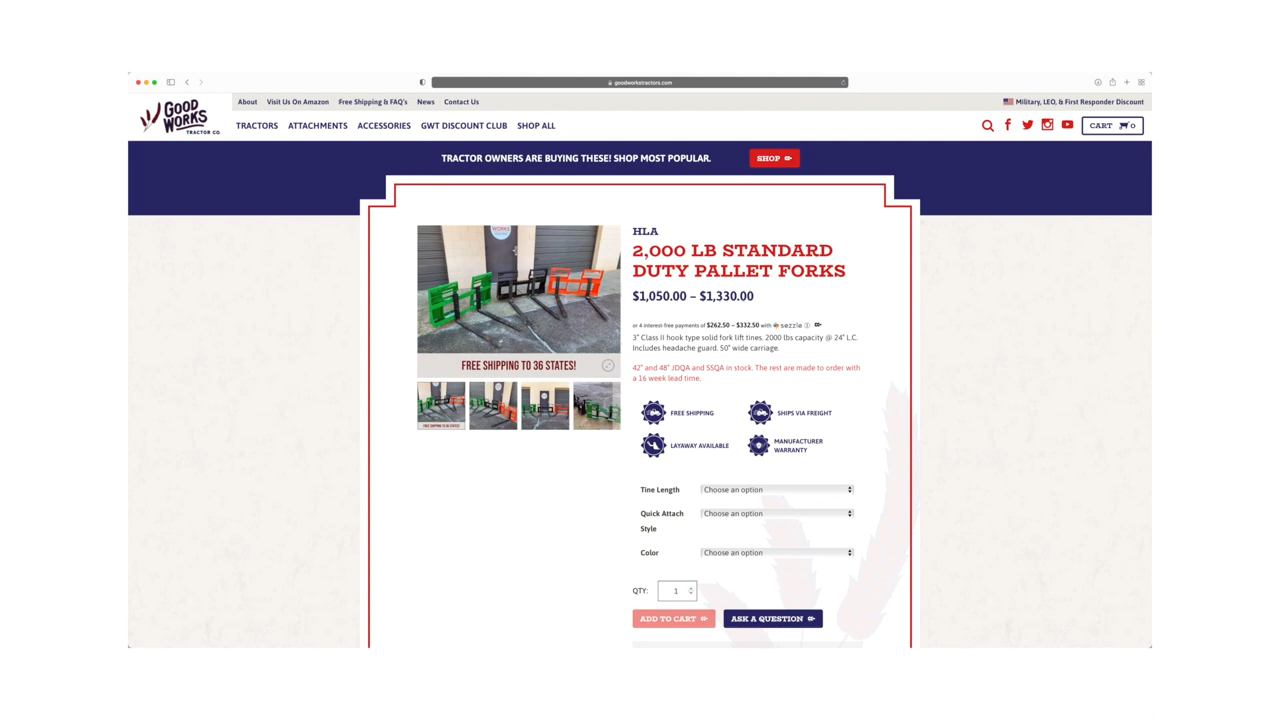 goodworkstractors.com
About Visit Us On Amazon Free Shipping & FAQ's News Contact Us
Military, LEO, & First Responder Discount
GOOD
WORKS
TRACTOR CO.
TRACTORS ATTACHMENTS ACCESSORIES GWT DISCOUNT CLUB SHOP ALL
CART 0
TRACTOR OWNERS ARE BUYING THESE! SHOP MOST POPULAR.
SHOP
WORKS
FREE SHIPPING TO 36 STATES!
FREE SHIPPING TO 36 STATES!
HLA
2,000 LB STANDARD
DUTY PALLET FORKS
$1,050.00 – $1,330.00
or 4 interest-free payments of $262.50 – $332.50 with sezzle
3" Class II hook type solid fork lift tines. 2000 lbs capacity @ 24" L.C.
Includes headache guard. 50" wide carriage.
42" and 48" JDQA and SSQA in stock. The rest are made to order with
a 16 week lead time.
FREE SHIPPING
SHIPS VIA FREIGHT
LAYAWAY AVAILABLE
MANUFACTURER
WARRANTY
Tine Length Choose an option
Quick Attach Choose an option
Style
Color Choose an option
QTY: 1
ADD TO CART
ASK A QUESTION